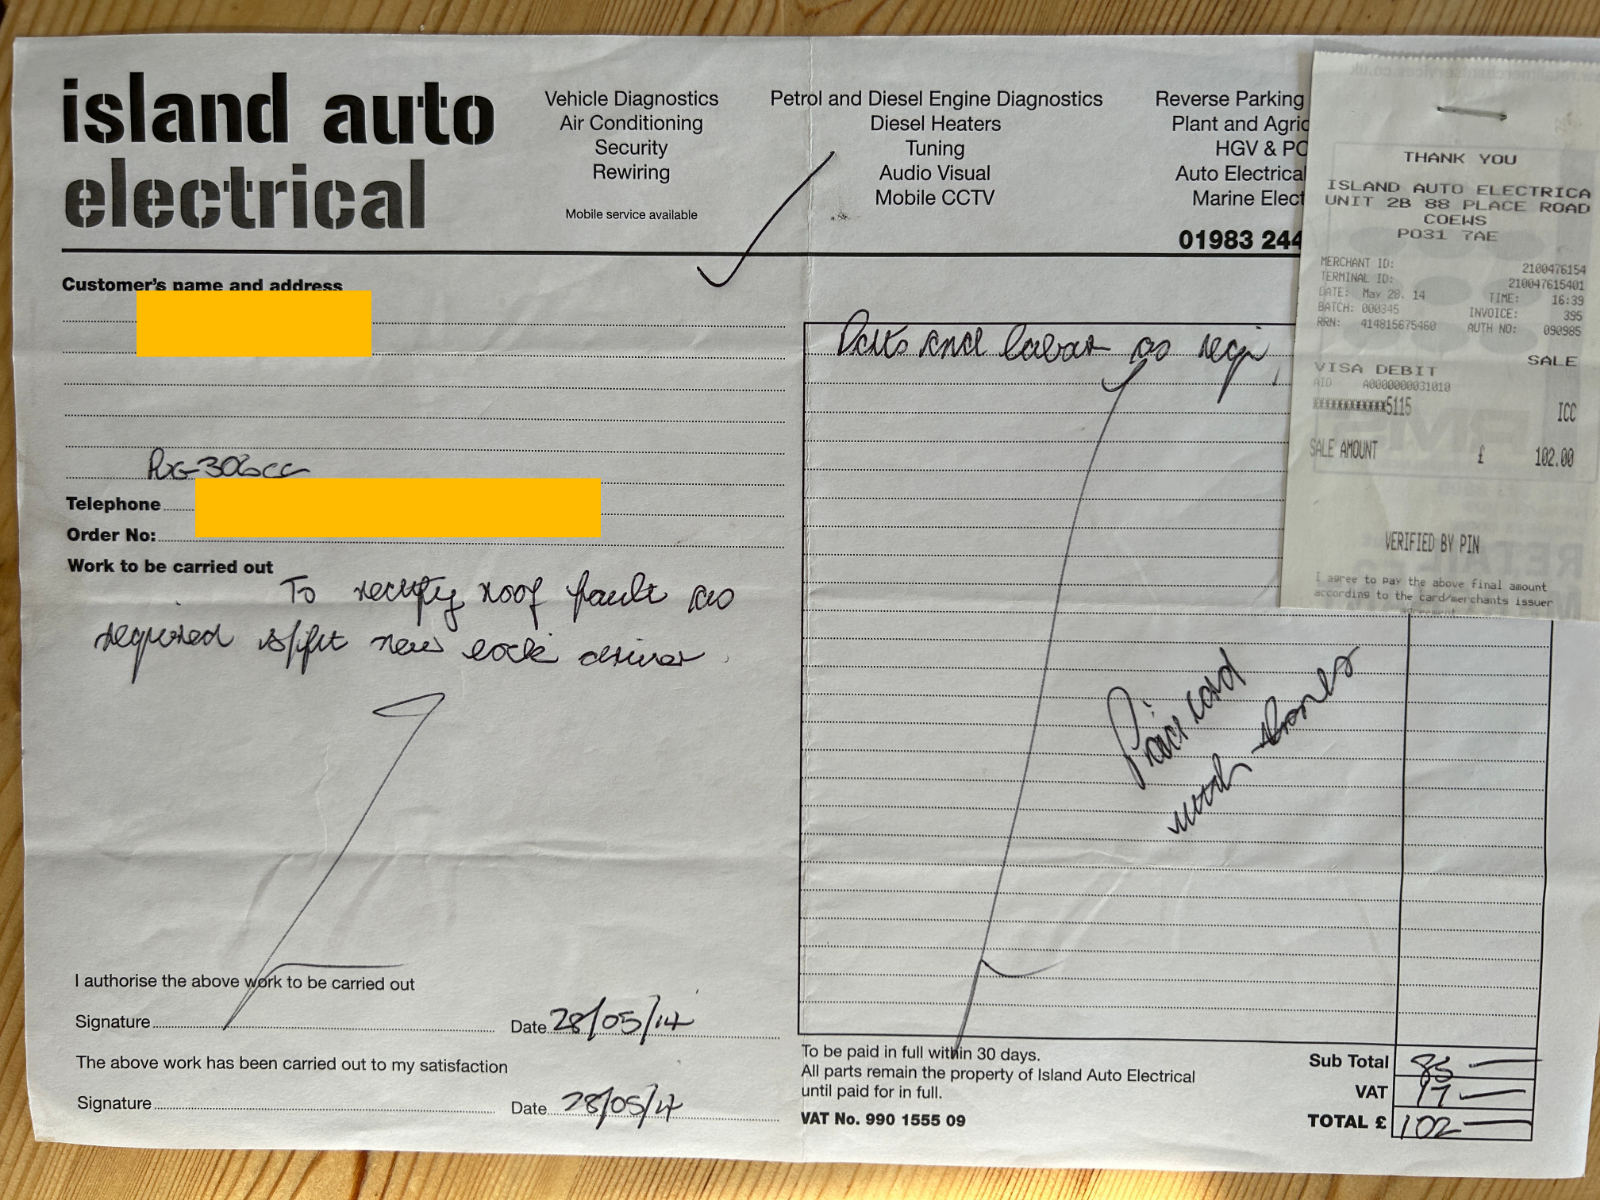 island auto
electrical
Vehicle Diagnostics
Air Conditioning
Security
Rewiring
Mobile service available
Petrol and Diesel Engine Diagnostics
Diesel Heaters
Tuning
Audio Visual
Mobile CCTV
Reverse Parking
Plant and Agric
HGV & PC
Auto Electrical
Marine Elect
01983 244
Customer's name and address
PUG-306CC
Telephone
Order No:
Work to be carried out
To rectify roof fault as
required s/fit new lock driver.
I authorise the above work to be carried out
Signature
Date 28/05/14
The above work has been carried out to my satisfaction
Signature
Date 28/05/14
Parts and labour as req
Paid card
with thanks
To be paid in full within 30 days.
All parts remain the property of Island Auto Electrical
until paid for in full.
VAT No. 990 1555 09
Sub Total 85
VAT 17
TOTAL £ 102
THANK YOU
ISLAND AUTO ELECTRICA
UNIT 2B 88 PLACE ROAD
COEWS
PO31 7AE
MERCHANT ID: 2100476154
TERMINAL ID: 210047615401
DATE: May 28, 14 TIME: 16:39
BATCH: 000345 INVOICE: 395
RRN: 414815675460 AUTH NO: 090985
SALE
VISA DEBIT
AID A0000000031010
************5115 ICC
SALE AMOUNT £ 102.00
VERIFIED BY PIN
I agree to pay the above final amount
according to the card/merchants issuer
agreement